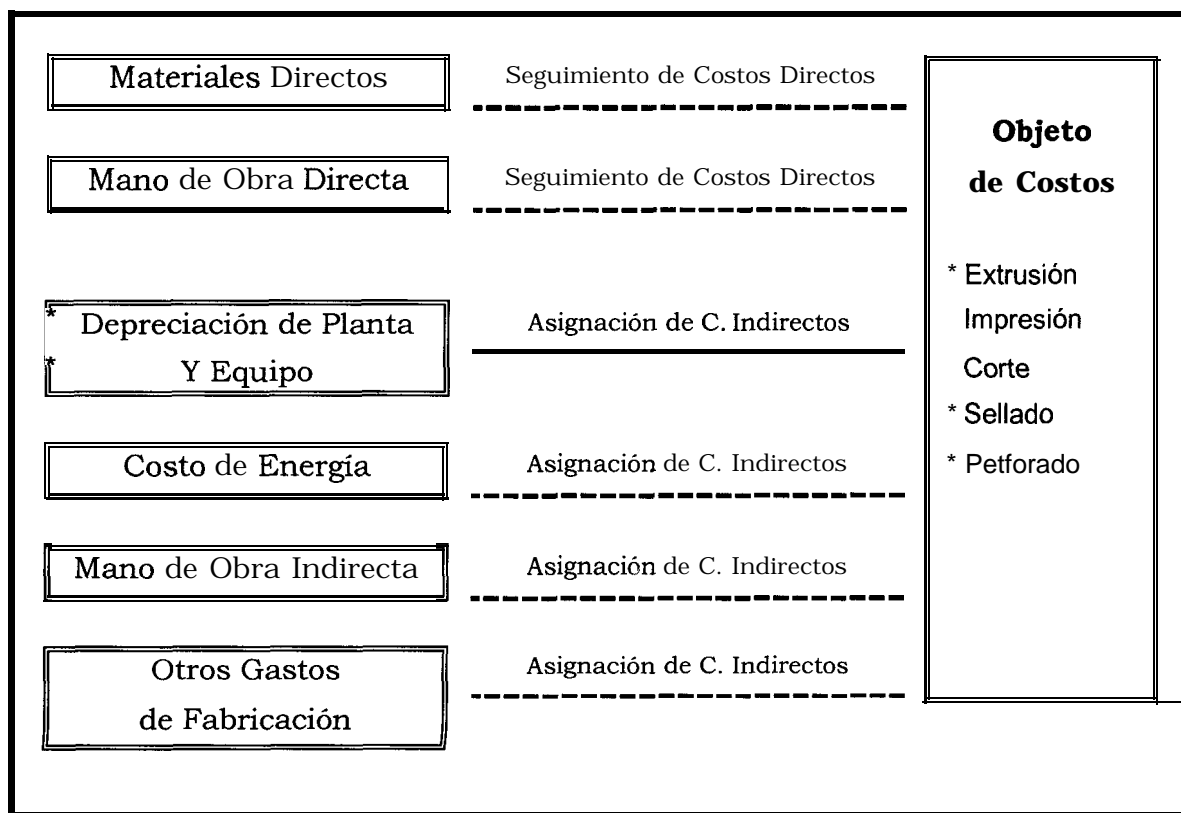 Materiales Directos
Seguimiento de Costos Directos
Mano de Obra Directa
Seguimiento de Costos Directos
* Depreciación de Planta
* Y Equipo
Asignación de C. Indirectos
Costo de Energía
Asignación de C. Indirectos
Mano de Obra Indirecta
Asignación de C. Indirectos
Otros Gastos
de Fabricación
Asignación de C. Indirectos
Objeto
de Costos
* Extrusión
Impresión
Corte
* Sellado
* Petforado